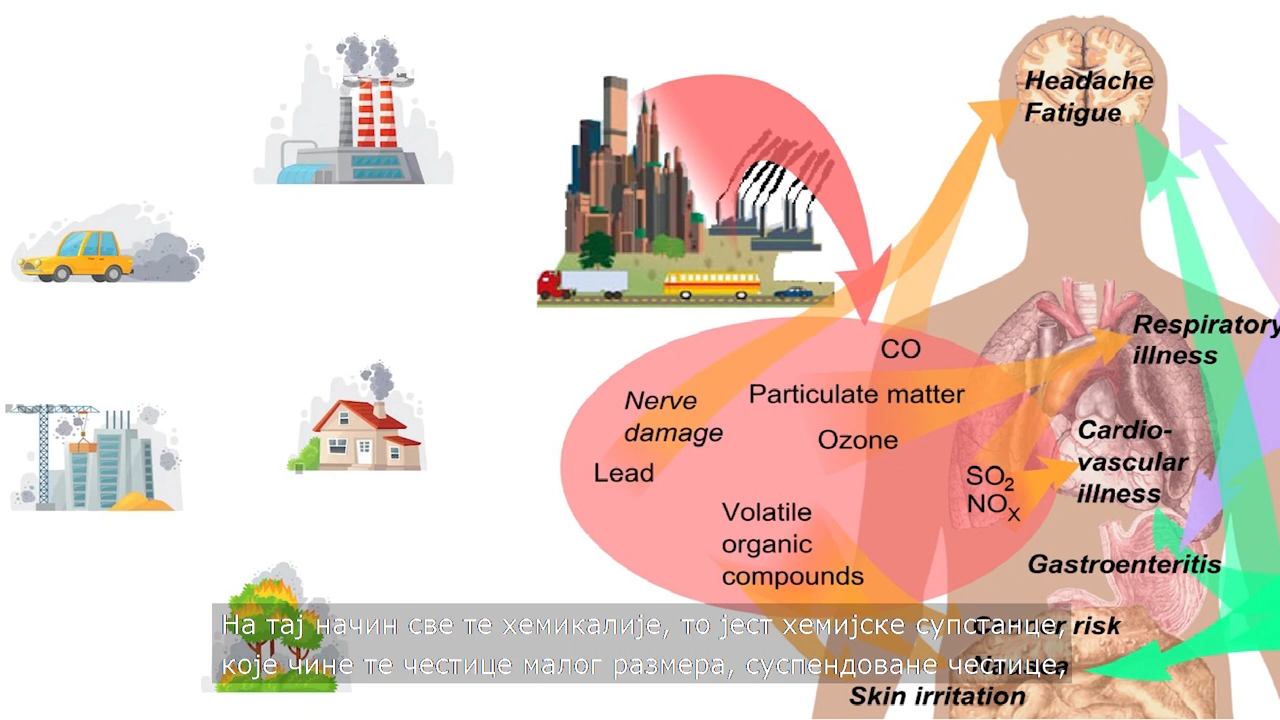 Headache
Fatigue
Respiratory
illness
CO
Particulate matter
Nerve
damage
Ozone
Lead
Cardio-
vascular
illness
SO₂
NOₓ
Volatile
organic
compounds
Gastroenteritis
risk
Skin irritation
На тај начин све те хемикалије, то јест хемијске супстанце,
које чине те честице малог размера, суспендоване честице,